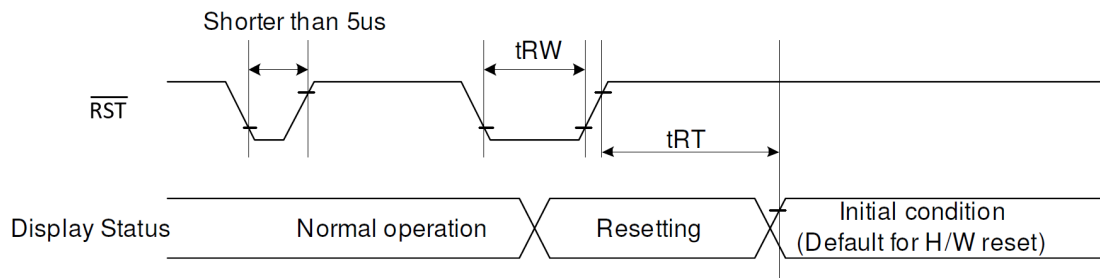 Shorter than 5us
tRW
RST
tRT
Display Status
Normal operation
Resetting
Initial condition
(Default for H/W reset)